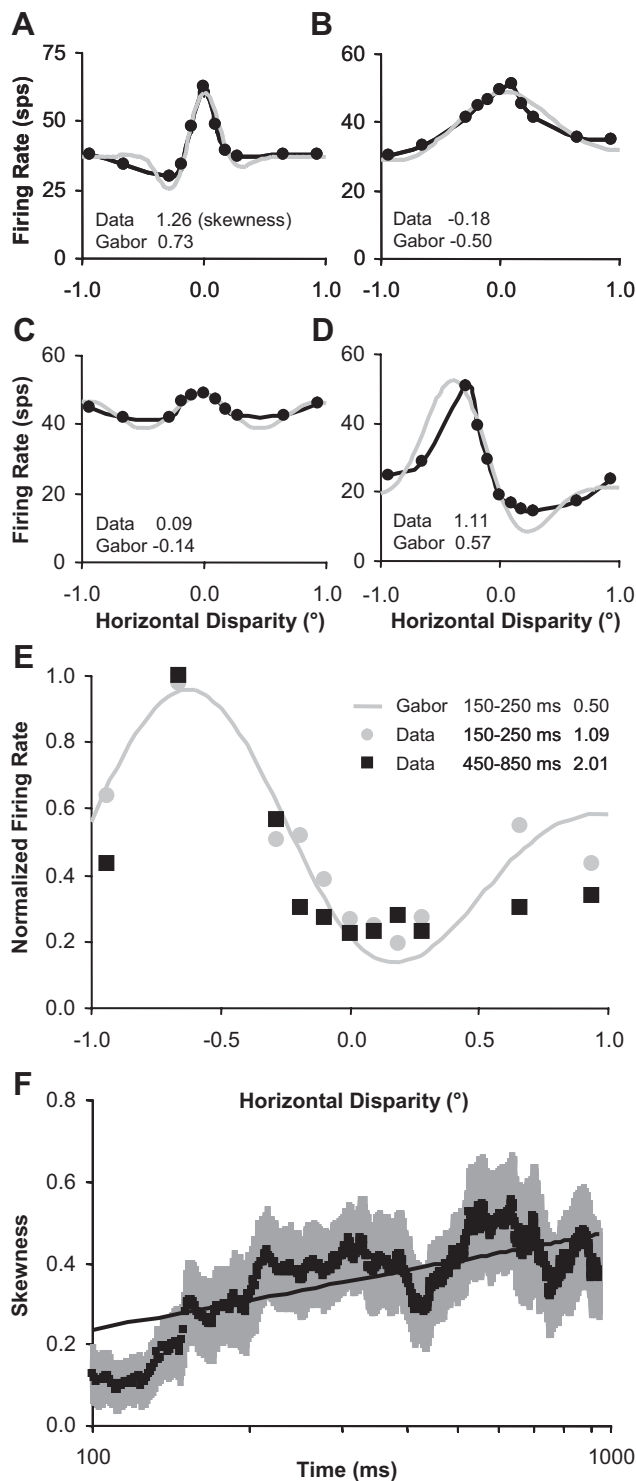 A
B
75
50
25
0
Firing Rate (sps)
Data 1.26 (skewness)
Gabor 0.73
-1.0 0.0 1.0
60
40
20
0
Data -0.18
Gabor -0.50
-1.0 0.0 1.0
C
D
60
40
20
0
Firing Rate (sps)
Data 0.09
Gabor -0.14
-1.0 0.0 1.0
Horizontal Disparity (°)
60
40
20
0
Data 1.11
Gabor 0.57
-1.0 0.0 1.0
Horizontal Disparity (°)
E
1.0
0.8
0.6
0.4
0.2
0.0
Normalized Firing Rate
Gabor 150-250 ms 0.50
Data 150-250 ms 1.09
Data 450-850 ms 2.01
-1.0 -0.5 0.0 0.5 1.0
Horizontal Disparity (°)
F
0.8
0.6
0.4
0.2
0.0
Skewness
100 1000
Time (ms)